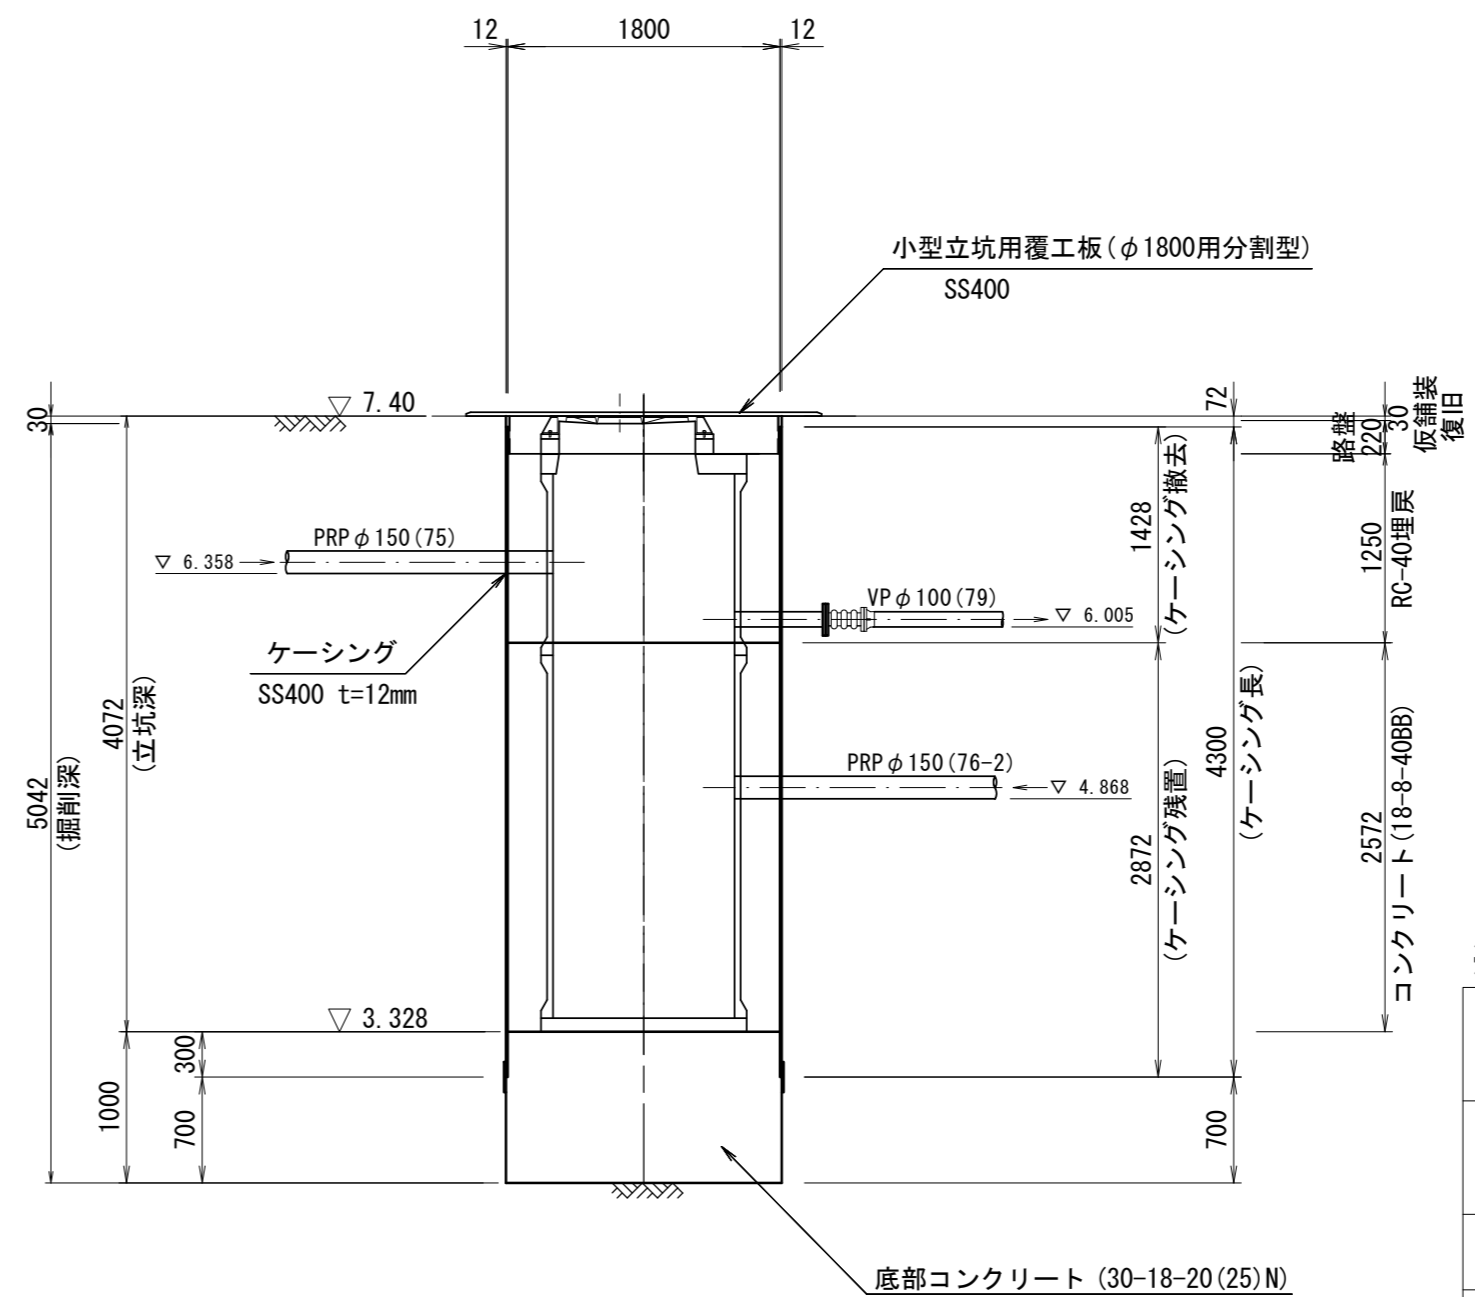 12
1800
12
小型立坑用覆工板(φ1800用分割型)
SS400
30
7.40
72
路盤
220
30
仮舗装
復旧
PRPφ150(75)
▽ 6.358
1428
(ケーシング撤去)
1250
RC-40埋戻
VPφ100(79)
▽ 6.005
ケーシング
SS400 t=12mm
4072
(立坑深)
5042
(掘削深)
PRPφ150(76-2)
▽ 4.868
2872
(ケーシング残置)
4300
(ケーシング長)
2572
コンクリート(18-8-40BB)
3.328
300
1000
700
700
底部コンクリート (30-18-20(25)N)